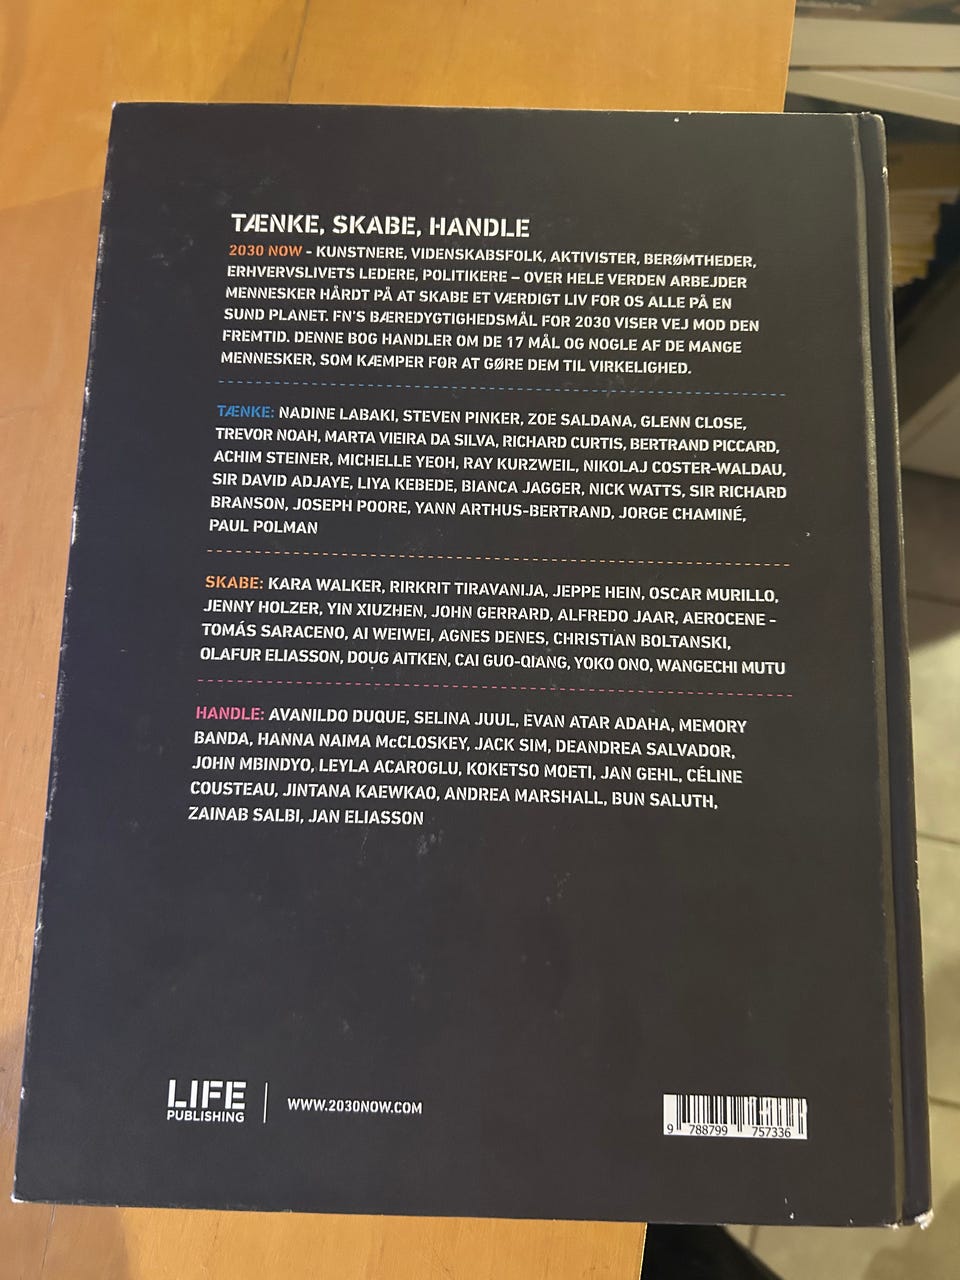 TÆNKE, SKABE, HANDLE
2030 NOW - KUNSTNERE, VIDENSKABSFOLK, AKTIVISTER, BERØMTHEDER,
ERHVERVSLIVETS LEDERE, POLITIKERE – OVER HELE VERDEN ARBEJDER
MENNESKER HÅRDT PÅ AT SKABE ET VÆRDIGT LIV FOR OS ALLE PÅ EN
SUND PLANET. FN'S BÆREDYGTIGHEDSMÅL FOR 2030 VISER VEJ MOD DEN
FREMTID. DENNE BOG HANDLER OM DE 17 MÅL OG NOGLE AF DE MANGE
MENNESKER, SOM KÆMPER FØR AT GØRE DEM TIL VIRKELIGHED.
TÆNKE: NADINE LABAKI, STEVEN PINKER, ZOE SALDANA, GLENN CLOSE,
TREVOR NOAH, MARTA VIEIRA DA SILVA, RICHARD CURTIS, BERTRAND PICCARD,
ACHIM STEINER, MICHELLE YEOH, RAY KURZWEIL, NIKOLAJ COSTER-WALDAU,
SIR DAVID ADJAYE, LIYA KEBEDE, BIANCA JAGGER, NICK WATTS, SIR RICHARD
BRANSON, JOSEPH POORE, YANN ARTHUS-BERTRAND, JORGE CHAMINÉ,
PAUL POLMAN
SKABE: KARA WALKER, RIRKRIT TIRAVANIJA, JEPPE HEIN, OSCAR MURILLO,
JENNY HOLZER, YIN XIUZHEN, JOHN GERRARD, ALFREDO JAAR, AEROCENE -
TOMÁS SARACENO, AI WEIWEI, AGNES DENES, CHRISTIAN BOLTANSKI,
OLAFUR ELIASSON, DOUG AITKEN, CAI GUO-QIANG, YOKO ONO, WANGECHI MUTU
HANDLE: AVANILDO DUQUE, SELINA JUUL, EVAN ATAR ADAHA, MEMORY
BANDA, HANNA NAIMA McCLOSKEY, JACK SIM, DEANDREA SALVADOR,
JOHN MBINDYO, LEYLA ACAROGLU, KOKETSO MOETI, JAN GEHL, CÉLINE
COUSTEAU, JINTANA KAEWKAO, ANDREA MARSHALL, BUN SALUTH,
ZAINAB SALBI, JAN ELIASSON
LIFE
PUBLISHING
WWW.2030NOW.COM
9 788799 757336